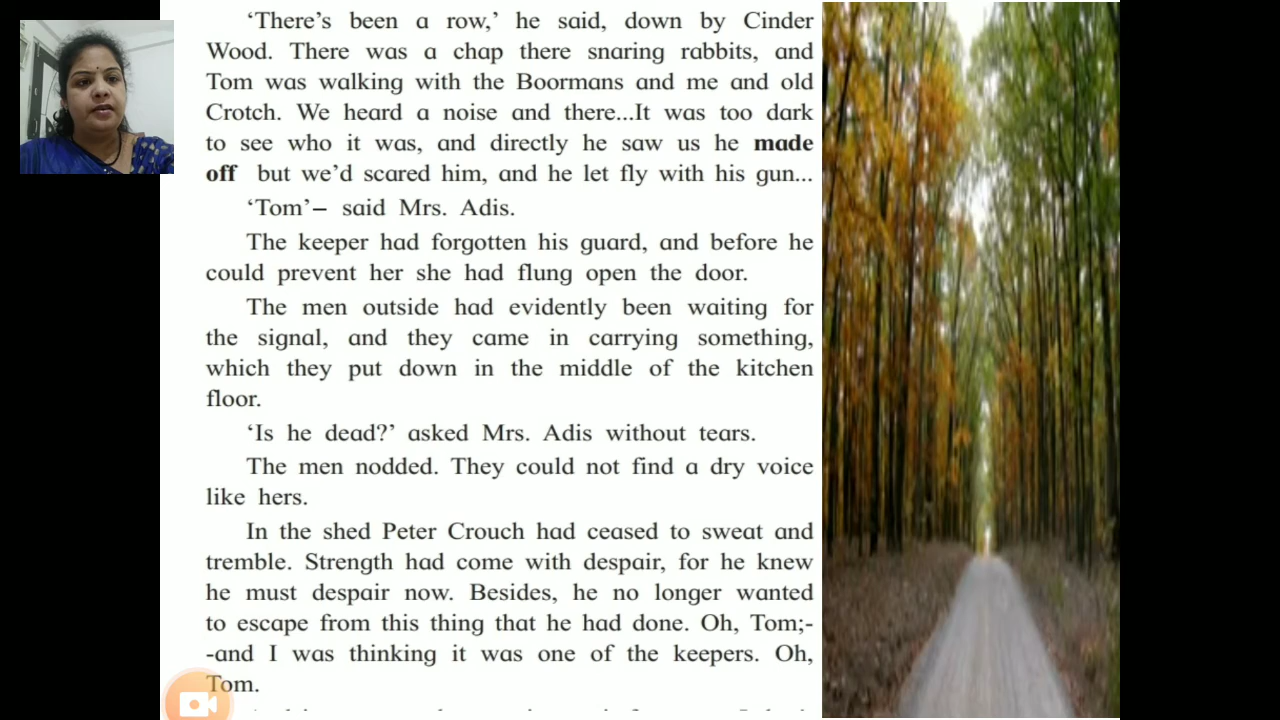 ‘There’s been a row,’ he said, down by Cinder
Wood. There was a chap there snaring rabbits, and
Tom was walking with the Boormans and me and old
Crotch. We heard a noise and there...It was too dark
to see who it was, and directly he saw us he made
off but we’d scared him, and he let fly with his gun...
‘Tom’– said Mrs. Adis.
The keeper had forgotten his guard, and before he
could prevent her she had flung open the door.
The men outside had evidently been waiting for
the signal, and they came in carrying something,
which they put down in the middle of the kitchen
floor.
‘Is he dead?’ asked Mrs. Adis without tears.
The men nodded. They could not find a dry voice
like hers.
In the shed Peter Crouch had ceased to sweat and
tremble. Strength had come with despair, for he knew
he must despair now. Besides, he no longer wanted
to escape from this thing that he had done. Oh, Tom;-
-and I was thinking it was one of the keepers. Oh,
Tom.